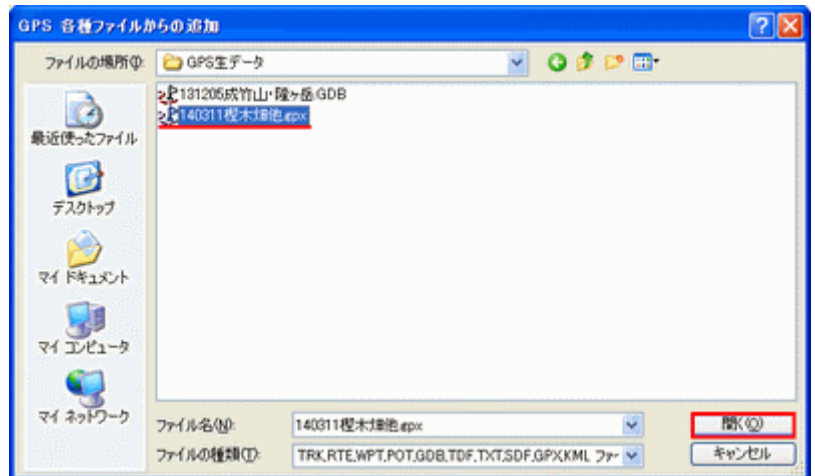 GPS 各種ファイルからの追加
ファイルの場所(I):
GPS生データ
131205成竹山・隆ヶ岳.GDB
140311樫木畑他.gpx
最近使ったファイル
デスクトップ
マイ ドキュメント
マイ コンピュータ
マイ ネットワーク
ファイル名(N):
140311樫木畑他.gpx
開く(O)
ファイルの種類(T):
TRK,RTE,WPT,POT,GDB,TDF,TXT,SDF,GPX,KML ファ
キャンセル